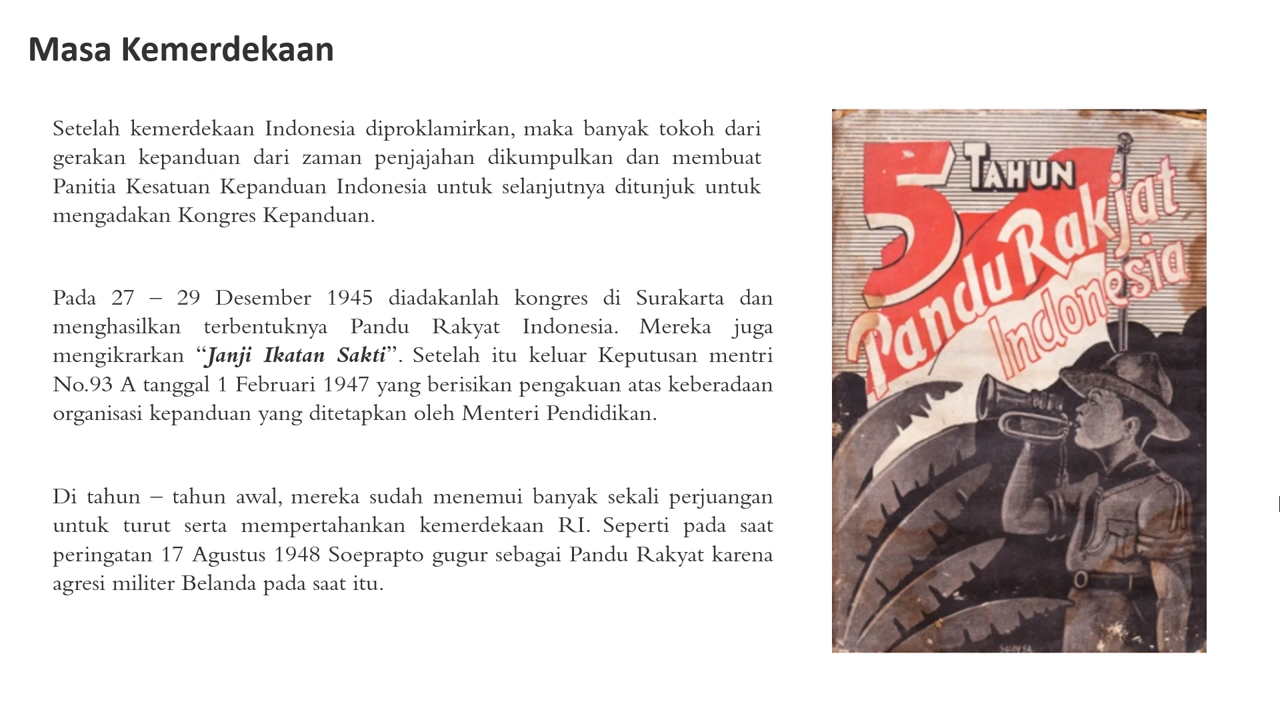 Masa Kemerdekaan
Setelah kemerdekaan Indonesia diproklamirkan, maka banyak tokoh dari
gerakan kepanduan dari zaman penjajahan dikumpulkan dan membuat
Panitia Kesatuan Kepanduan Indonesia untuk selanjutnya ditunjuk untuk
mengadakan Kongres Kepanduan.
Pada 27 – 29 Desember 1945 diadakanlah kongres di Surakarta dan
menghasilkan terbentuknya Pandu Rakyat Indonesia. Mereka juga
mengikrarkan “Janji Ikatan Sakti”. Setelah itu keluar Keputusan mentri
No.93 A tanggal 1 Februari 1947 yang berisikan pengakuan atas keberadaan
organisasi kepanduan yang ditetapkan oleh Menteri Pendidikan.
Di tahun – tahun awal, mereka sudah menemui banyak sekali perjuangan
untuk turut serta mempertahankan kemerdekaan RI. Seperti pada saat
peringatan 17 Agustus 1948 Soeprapto gugur sebagai Pandu Rakyat karena
agresi militer Belanda pada saat itu.
5 TAHUN
Pandu Rakjat
Indonesia